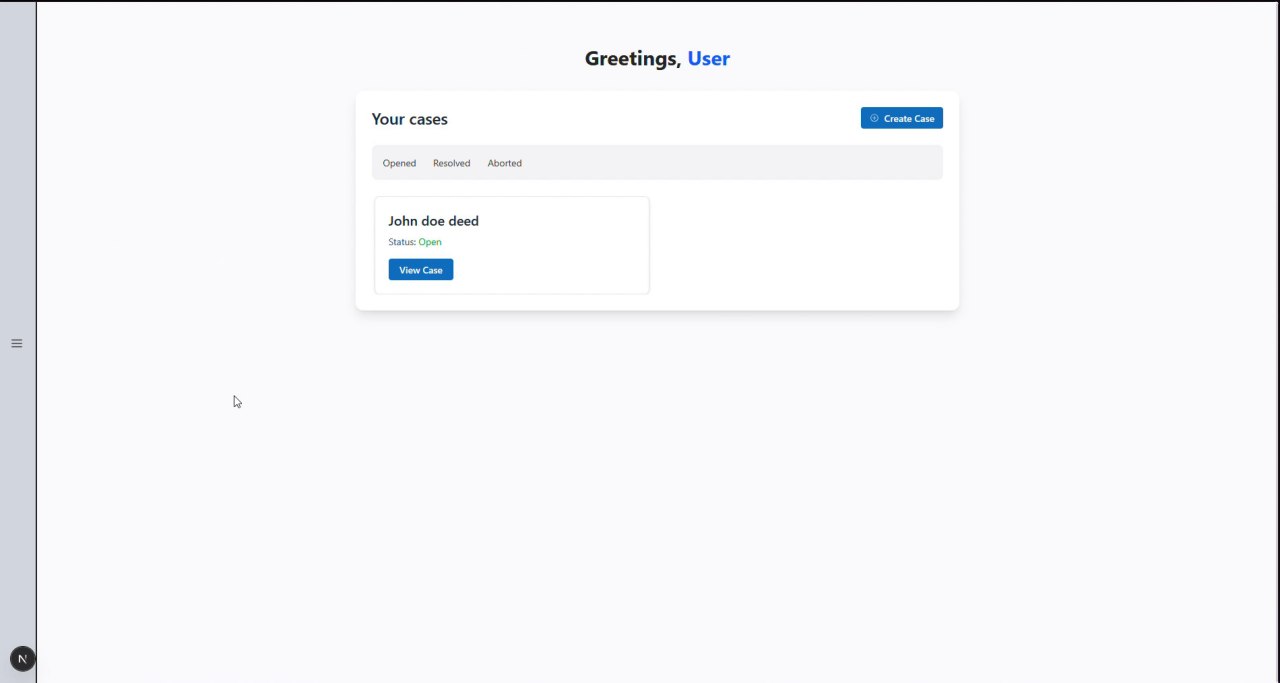 Greetings, User
Your cases
Create Case
Opened Resolved Aborted
John doe deed
Status: Open
View Case
N